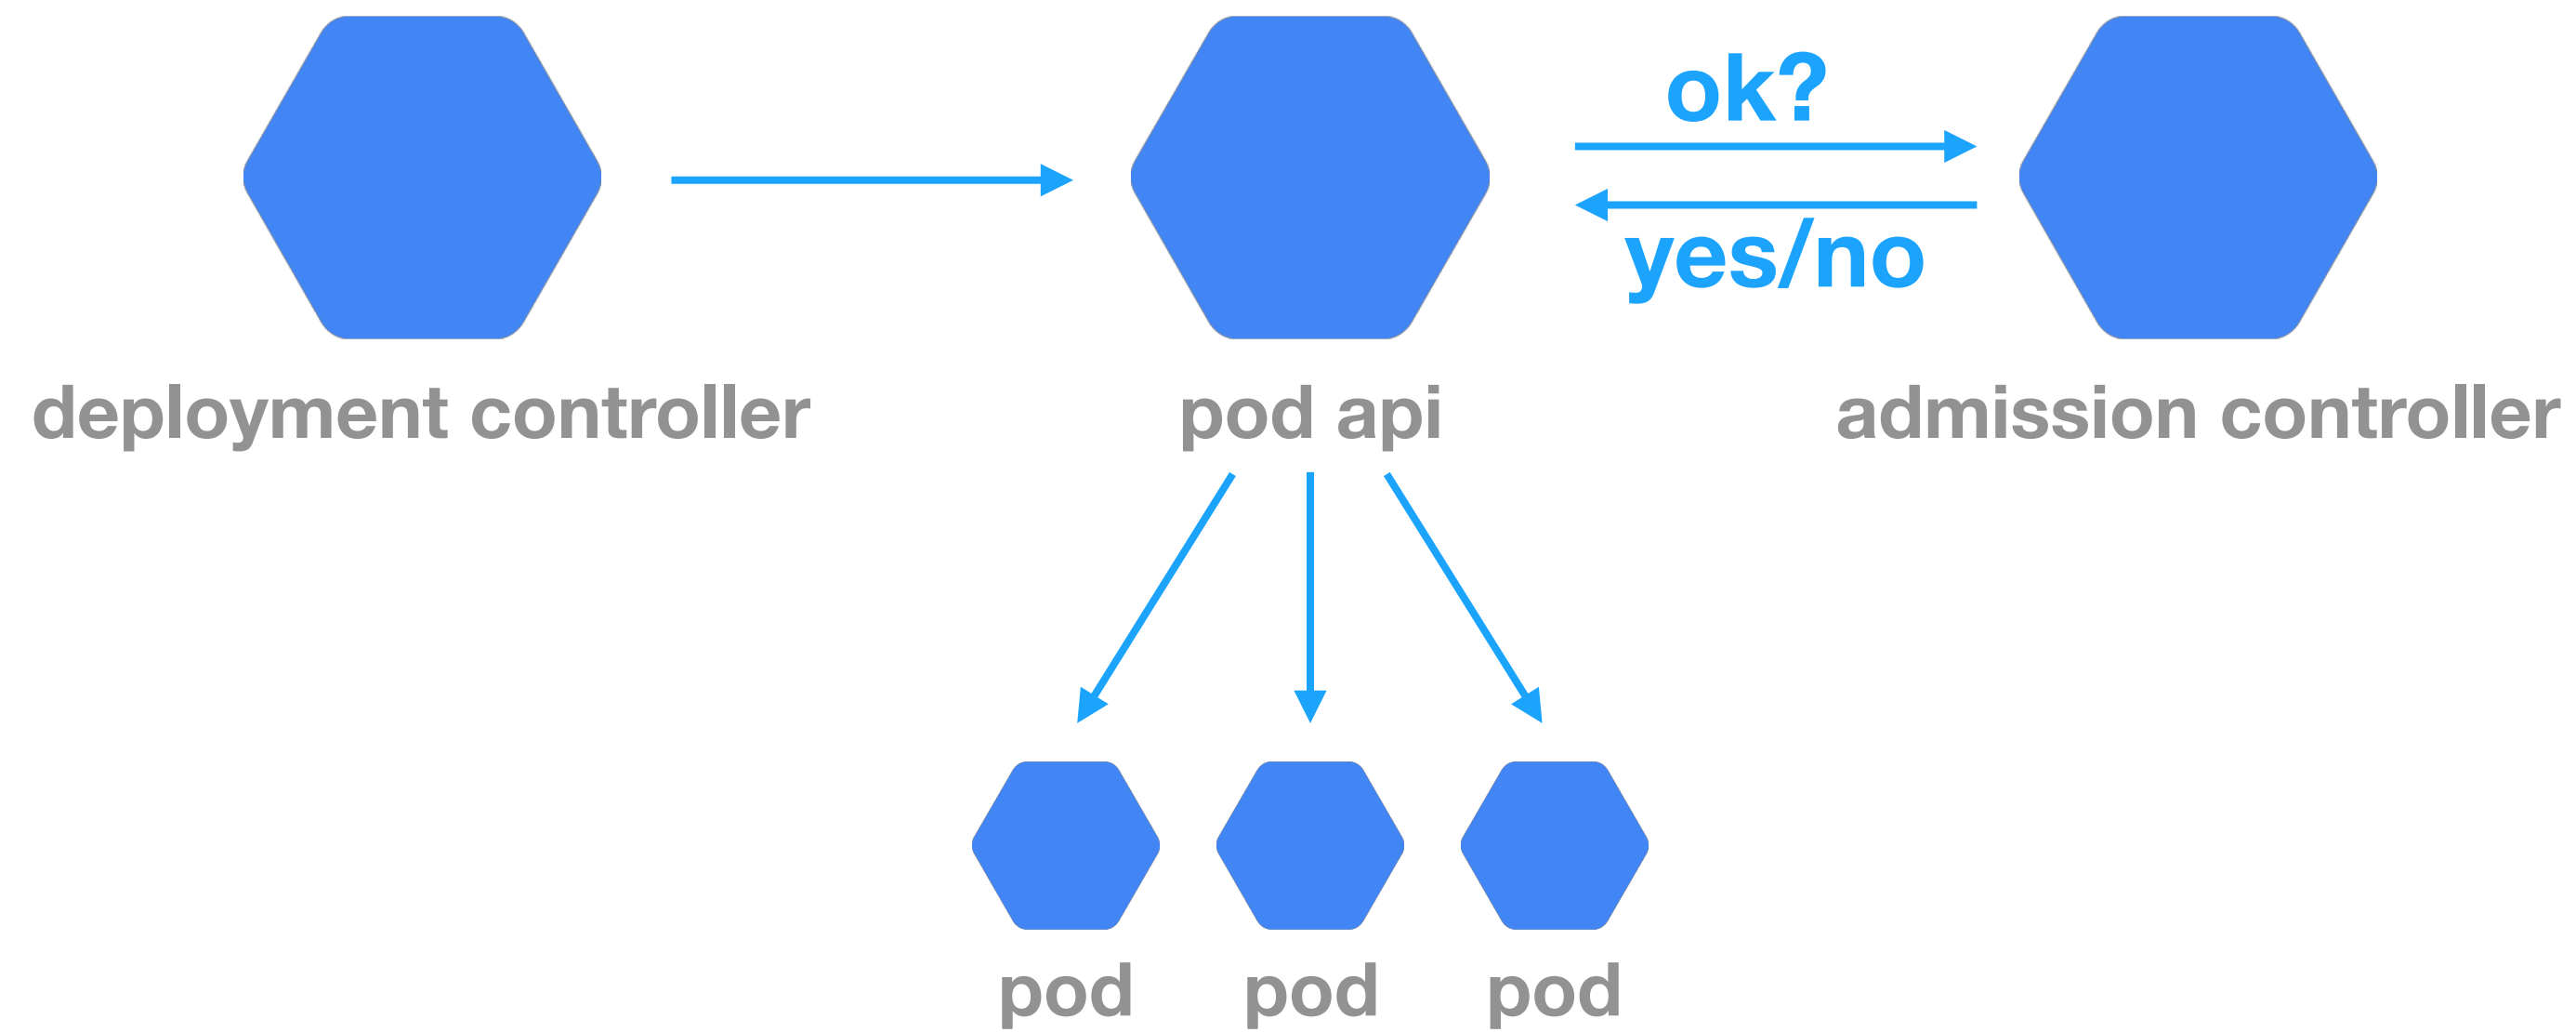 ok?
yes/no
deployment controller
pod api
admission controller
pod
pod
pod